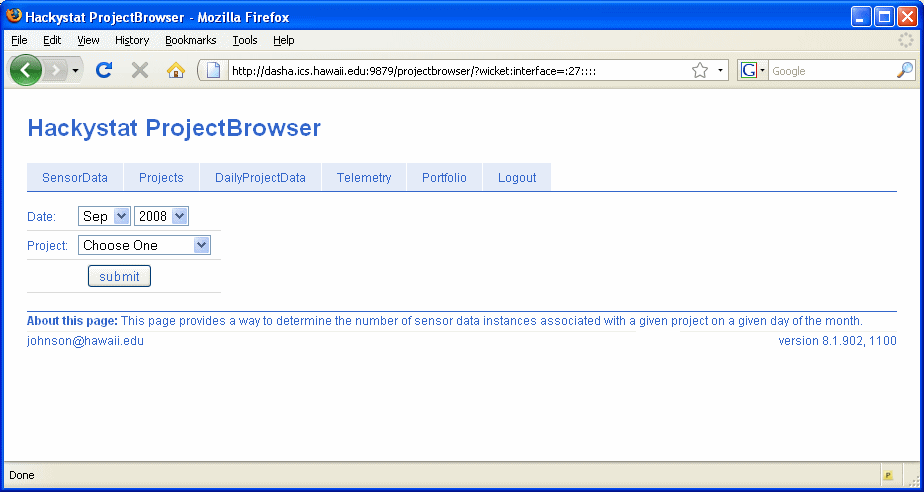 Hackystat ProjectBrowser - Mozilla Firefox
File Edit View History Bookmarks Tools Help
http://dasha.ics.hawaii.edu:9879/projectbrowser/?wicket:interface=:27:::: G Google
Hackystat ProjectBrowser
SensorData Projects DailyProjectData Telemetry Portfolio Logout
Date: Sep 2008
Project: Choose One
submit
About this page: This page provides a way to determine the number of sensor data instances associated with a given project on a given day of the month.
johnson@hawaii.edu version 8.1.902, 1100
Done P